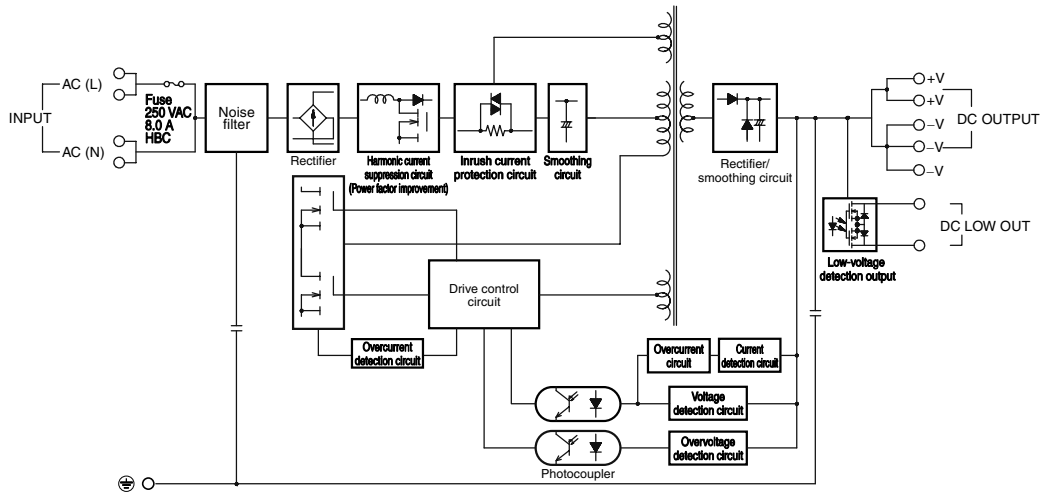 INPUT
AC (L)
AC (N)
Fuse
250 VAC
8.0 A
HBC
Noise
filter
Rectifier
Harmonic current
suppression circuit
(Power factor improvement)
Inrush current
protection circuit
Smoothing
circuit
Rectifier/
smoothing circuit
+V
+V
−V
−V
−V
DC OUTPUT
DC LOW OUT
Low-voltage
detection output
Drive control
circuit
Overcurrent
detection circuit
Overcurrent
circuit
Current
detection circuit
Voltage
detection circuit
Overvoltage
detection circuit
Photocoupler